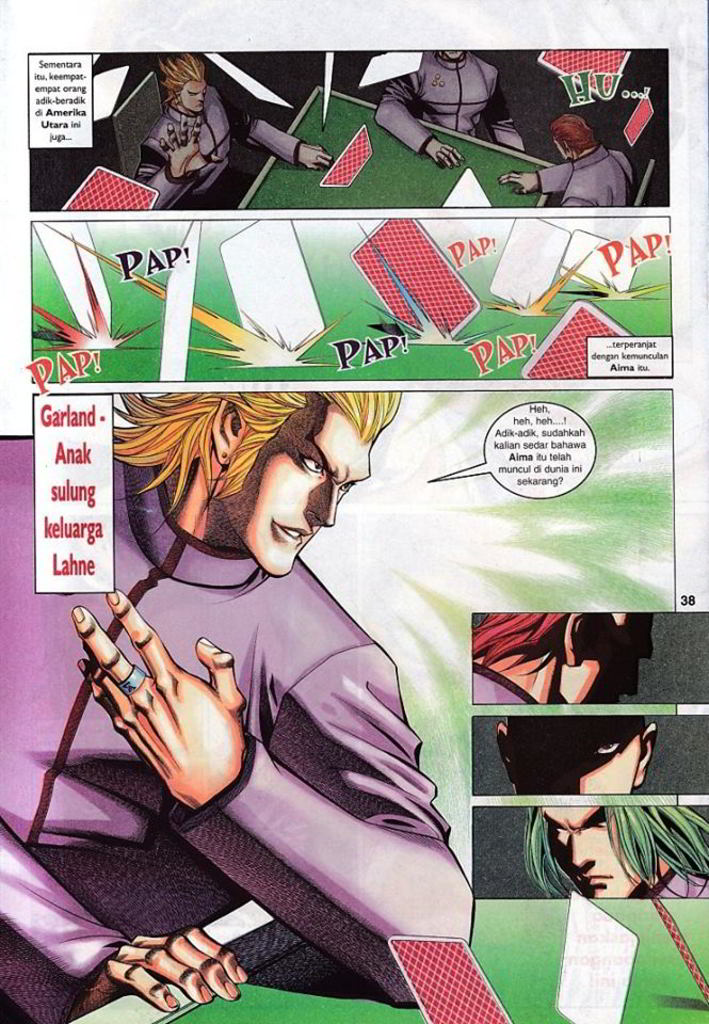 Sementara
itu, keempat-
empat orang
adik-beradik
di Amerika
Utara ini
juga...
HU...!
PAP!
PAP!
PAP!
PAP!
PAP!
PAP!
...terperanjat
dengan kemunculan
Aima itu.
Garland -
Anak
sulung
keluarga
Lahne
Heh,
heh, heh....!
Adik-adik, sudahkah
kalian sedar bahawa
Aima itu telah
muncul di dunia ini
sekarang?
38